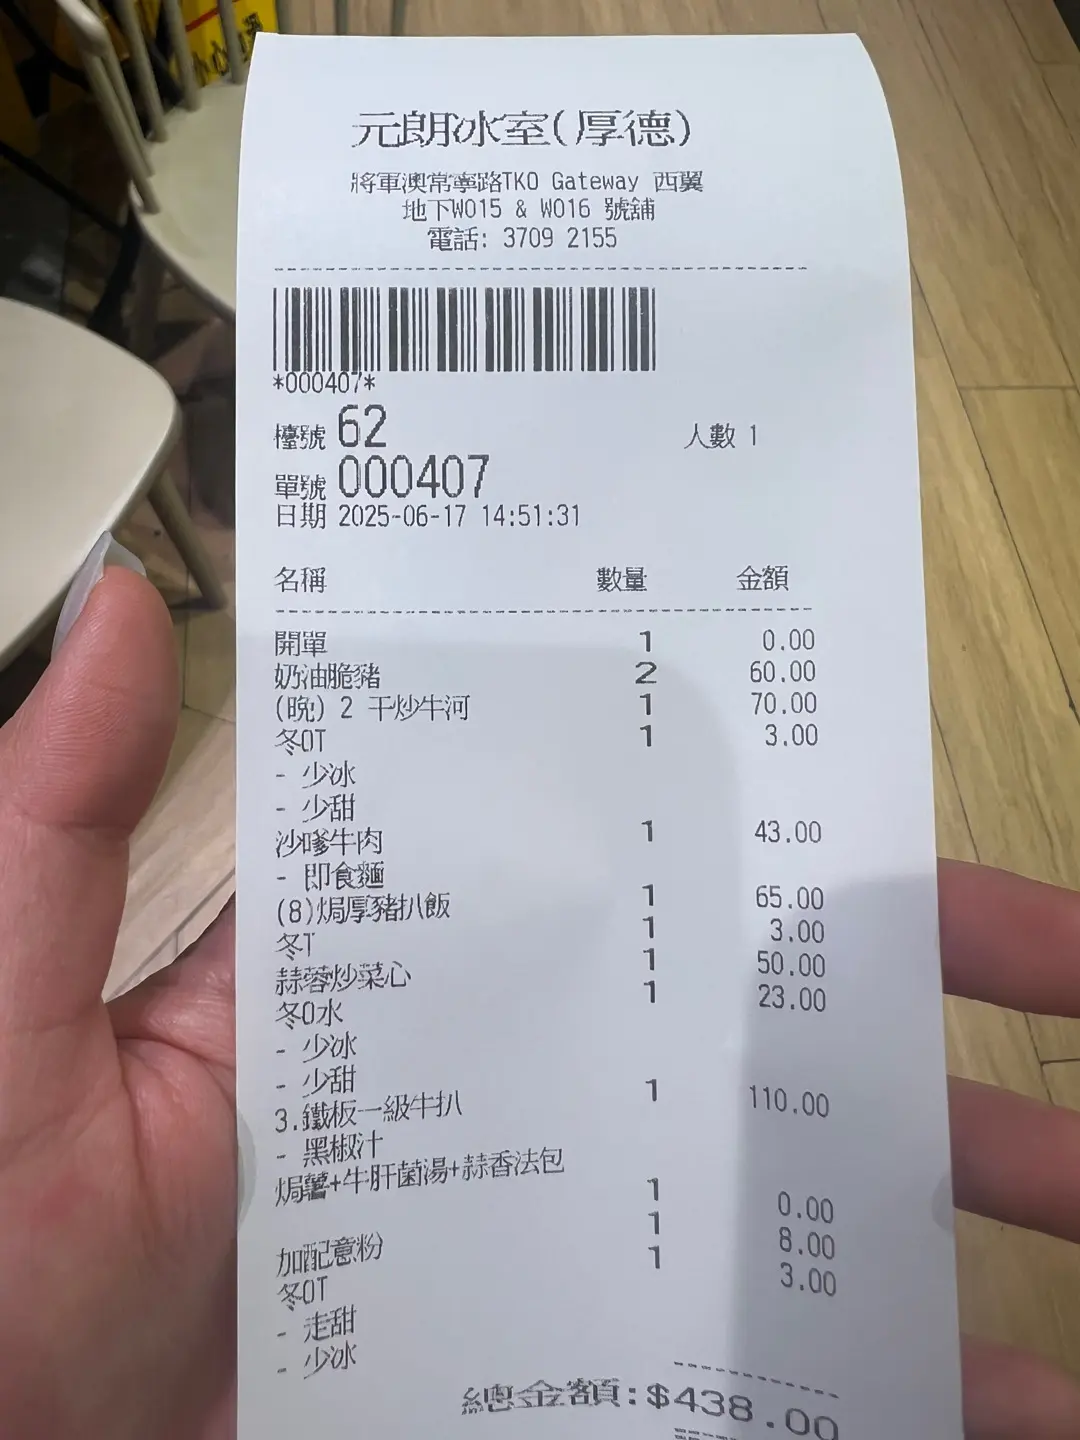 小心
元朗冰室(厚德)
將軍澳常寧路TKO Gateway 西翼
地下W015 & W016 號舖
電話: 3709 2155
*000407*
檯號 62 人數 1
單號 000407
日期 2025-06-17 14:51:31
名稱 數量 金額
開單 1 0.00
奶油脆豬 2 60.00
(晚) 2 干炒牛河 1 70.00
冬OT 1 3.00
- 少冰
- 少甜
沙嗲牛肉 1 43.00
- 即食麵
(8)焗厚豬扒飯 1 65.00
冬T 1 3.00
蒜蓉炒菜心 1 50.00
冬O水 1 23.00
- 少冰
- 少甜
3.鐵板一級牛扒 1 110.00
- 黑椒汁
焗薯+牛肝菌湯+蒜香法包
1 0.00
加配意粉 1 8.00
冬OT 1 3.00
- 走甜
- 少冰
總金額:$438.00